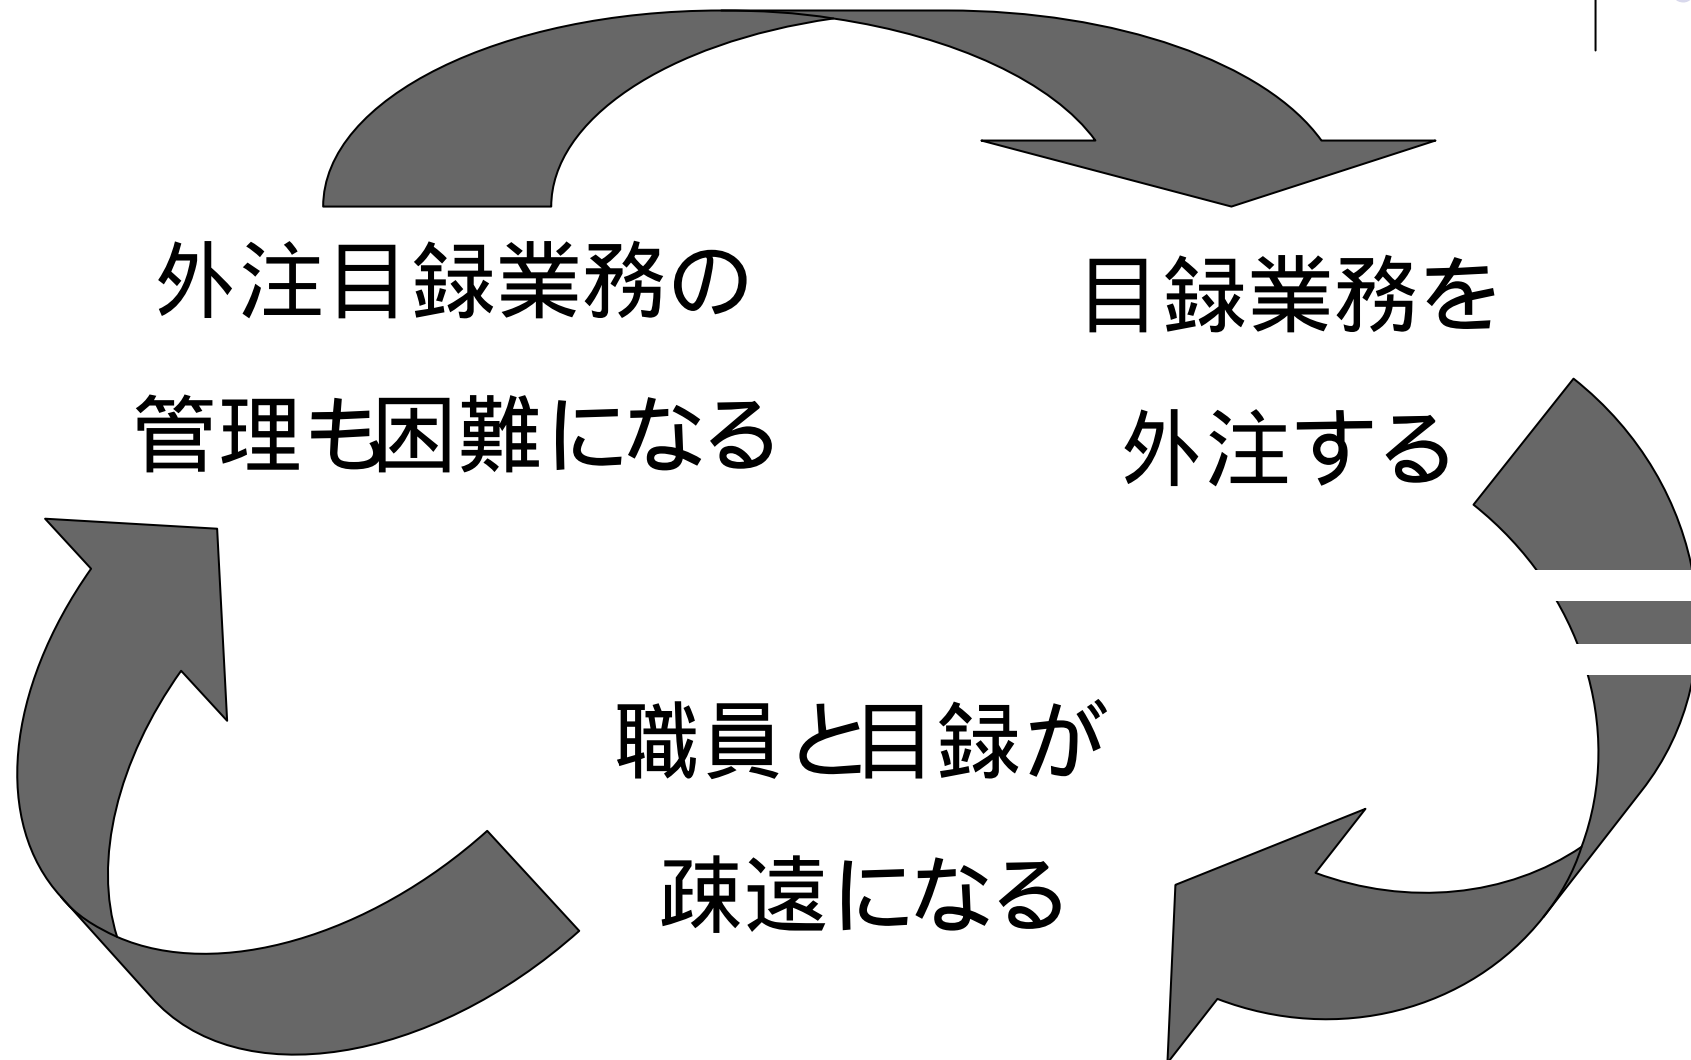 外注目録業務の
管理も困難になる
目録業務を
外注する
職員と目録が
疎遠になる